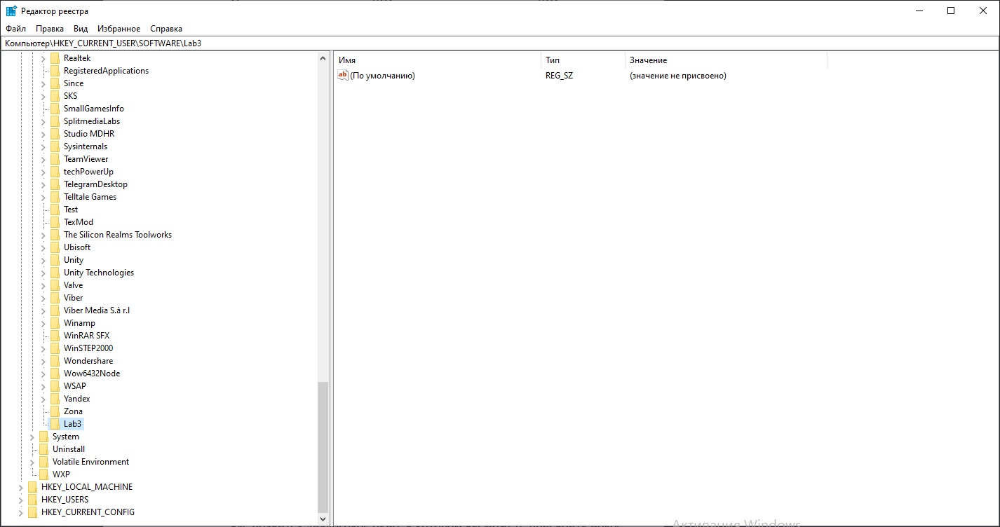 Редактор реестра
Файл Правка Вид Избранное Справка
Компьютер\HKEY_CURRENT_USER\SOFTWARE\Lab3
Realtek
RegisteredApplications
Since
SKS
SmallGamesInfo
SplitmediaLabs
Studio MDHR
Sysinternals
TeamViewer
techPowerUp
TelegramDesktop
Telltale Games
Test
TexMod
The Silicon Realms Toolworks
Ubisoft
Unity
Unity Technologies
Valve
Viber
Viber Media S.à r.l
Winamp
WinRAR SFX
WinSTEP2000
Wondershare
Wow6432Node
WSAP
Yandex
Zona
Lab3
System
Uninstall
Volatile Environment
WXP
HKEY_LOCAL_MACHINE
HKEY_USERS
HKEY_CURRENT_CONFIG
Имя Тип Значение
ab (По умолчанию) REG_SZ (значение не присвоено)
Активация Windows